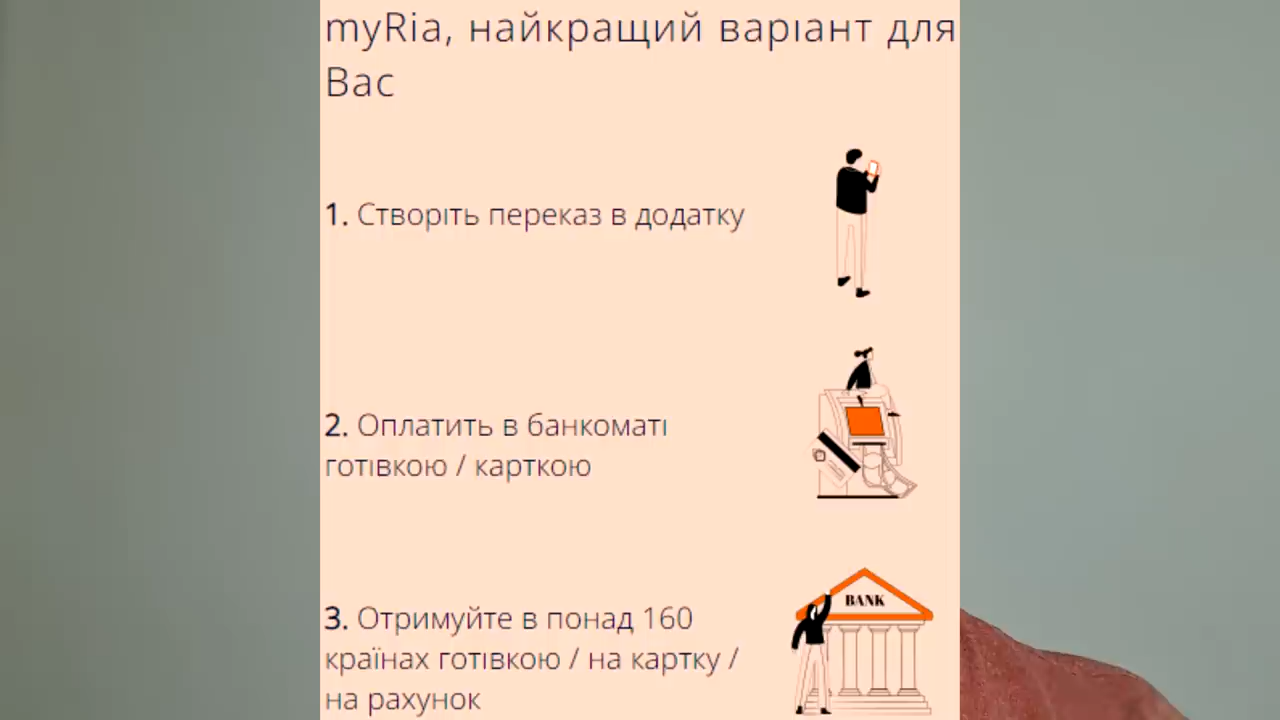 myRia, найкращий варіант для
Вас
1. Створіть переказ в додатку
2. Оплатить в банкоматі
готівкою / карткою
3. Отримуйте в понад 160
країнах готівкою / на картку /
на рахунок
BANK